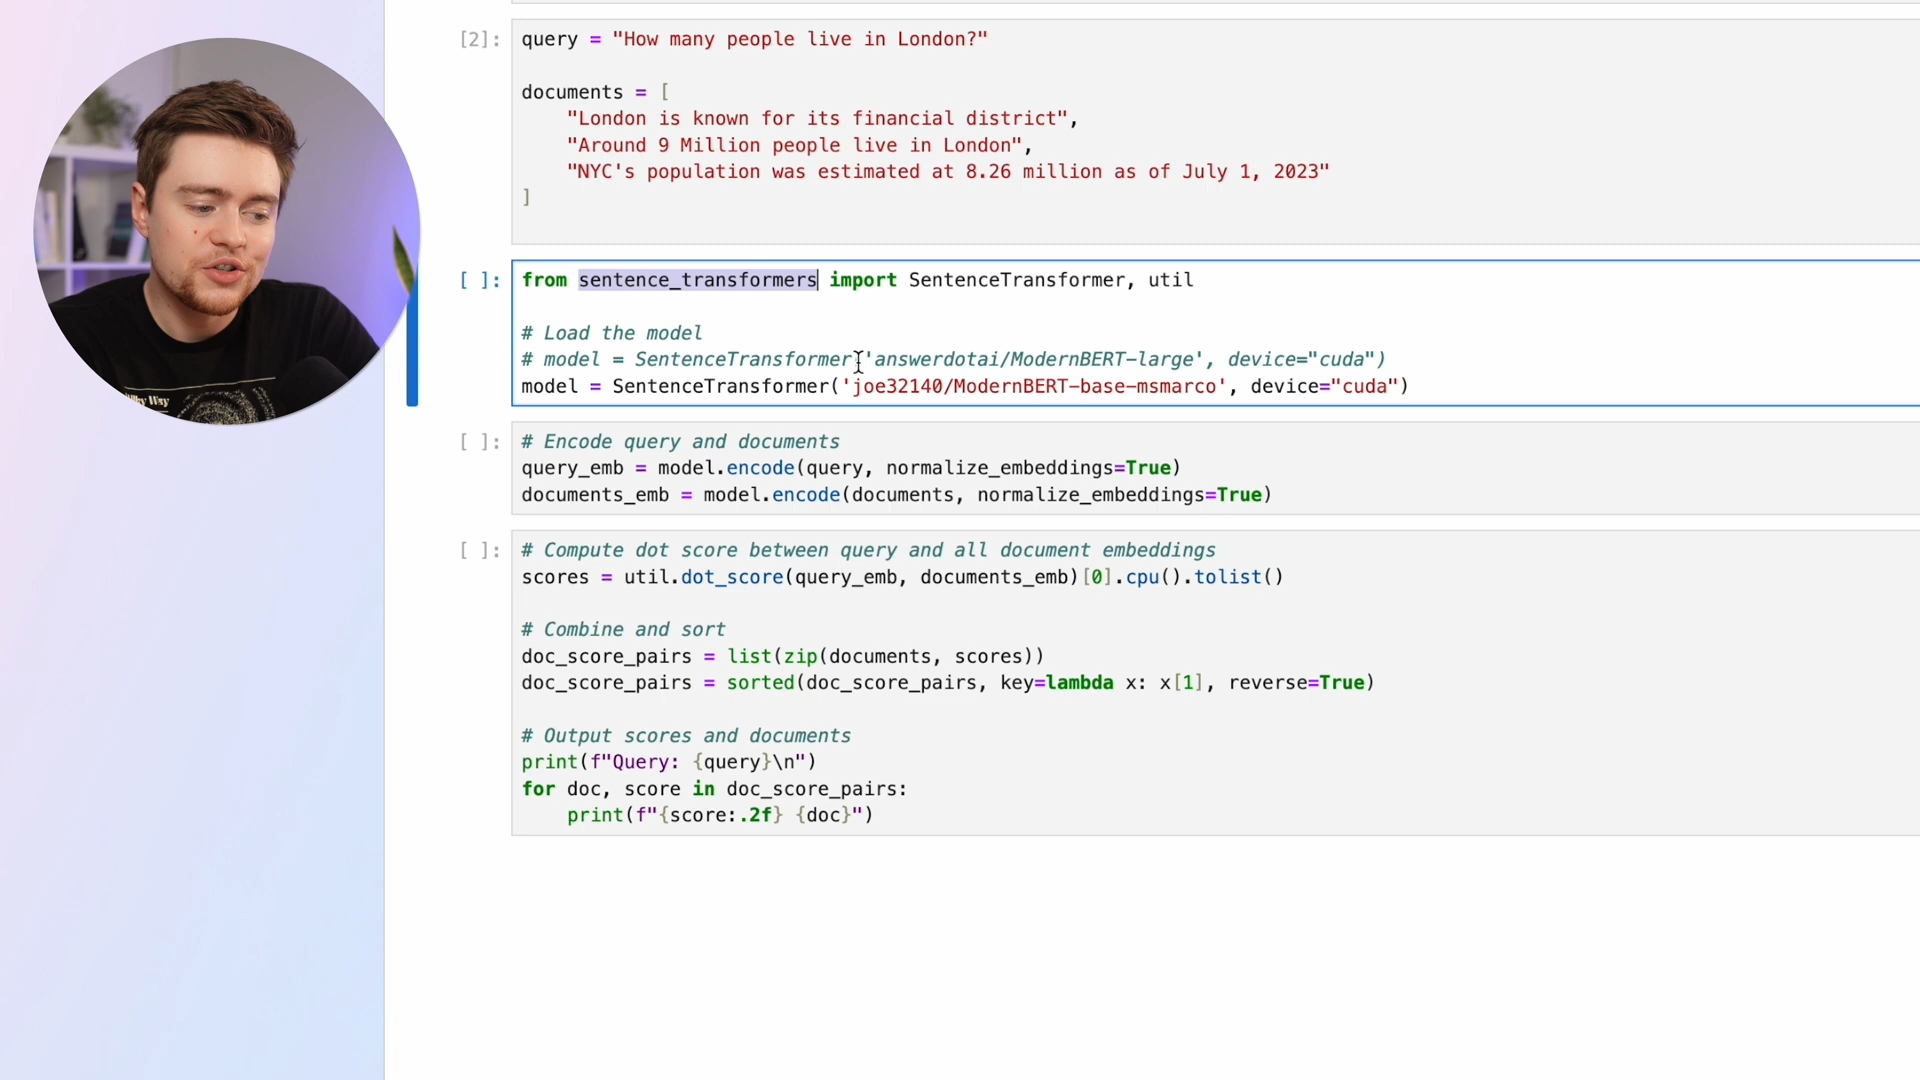 [2]: query = "How many people live in London?"
documents = [
"London is known for its financial district",
"Around 9 Million people live in London",
"NYC's population was estimated at 8.26 million as of July 1, 2023"
]
[ ]: from sentence_transformers import SentenceTransformer, util
# Load the model
# model = SentenceTransformer('answerdotai/ModernBERT-large', device="cuda")
model = SentenceTransformer('joe32140/ModernBERT-base-msmarco', device="cuda")
[ ]: # Encode query and documents
query_emb = model.encode(query, normalize_embeddings=True)
documents_emb = model.encode(documents, normalize_embeddings=True)
[ ]: # Compute dot score between query and all document embeddings
scores = util.dot_score(query_emb, documents_emb)[0].cpu().tolist()
# Combine and sort
doc_score_pairs = list(zip(documents, scores))
doc_score_pairs = sorted(doc_score_pairs, key=lambda x: x[1], reverse=True)
# Output scores and documents
print(f"Query: {query}\n")
for doc, score in doc_score_pairs:
print(f"{score:.2f} {doc}")